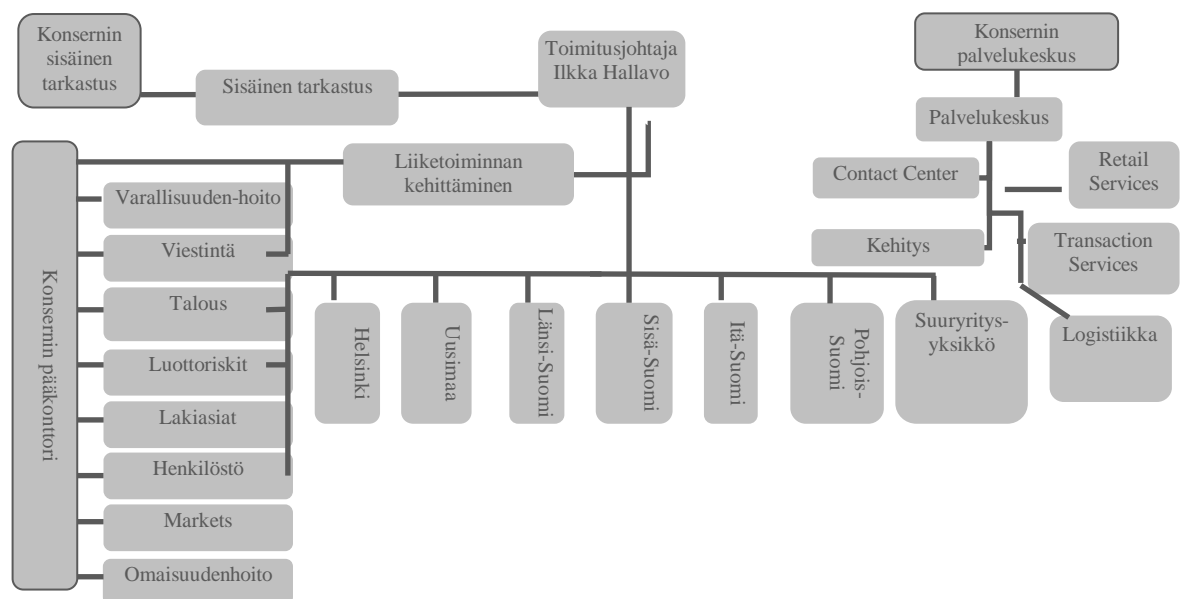 Konsernin
sisäinen
tarkastus
Sisäinen tarkastus
Toimitusjohtaja
Ilkka Hallavo
Konsernin
palvelukeskus
Palvelukeskus
Liiketoiminnan
kehittäminen
Contact Center
Retail
Services
Kehitys
Transaction
Services
Logistiikka
Konsernin pääkonttori
Varallisuuden-hoito
Viestintä
Talous
Luottoriskit
Lakiasiat
Henkilöstö
Markets
Omaisuudenhoito
Helsinki
Uusimaa
Länsi-Suomi
Sisä-Suomi
Itä-Suomi
Pohjois-
Suomi
Suuryritys-
yksikkö